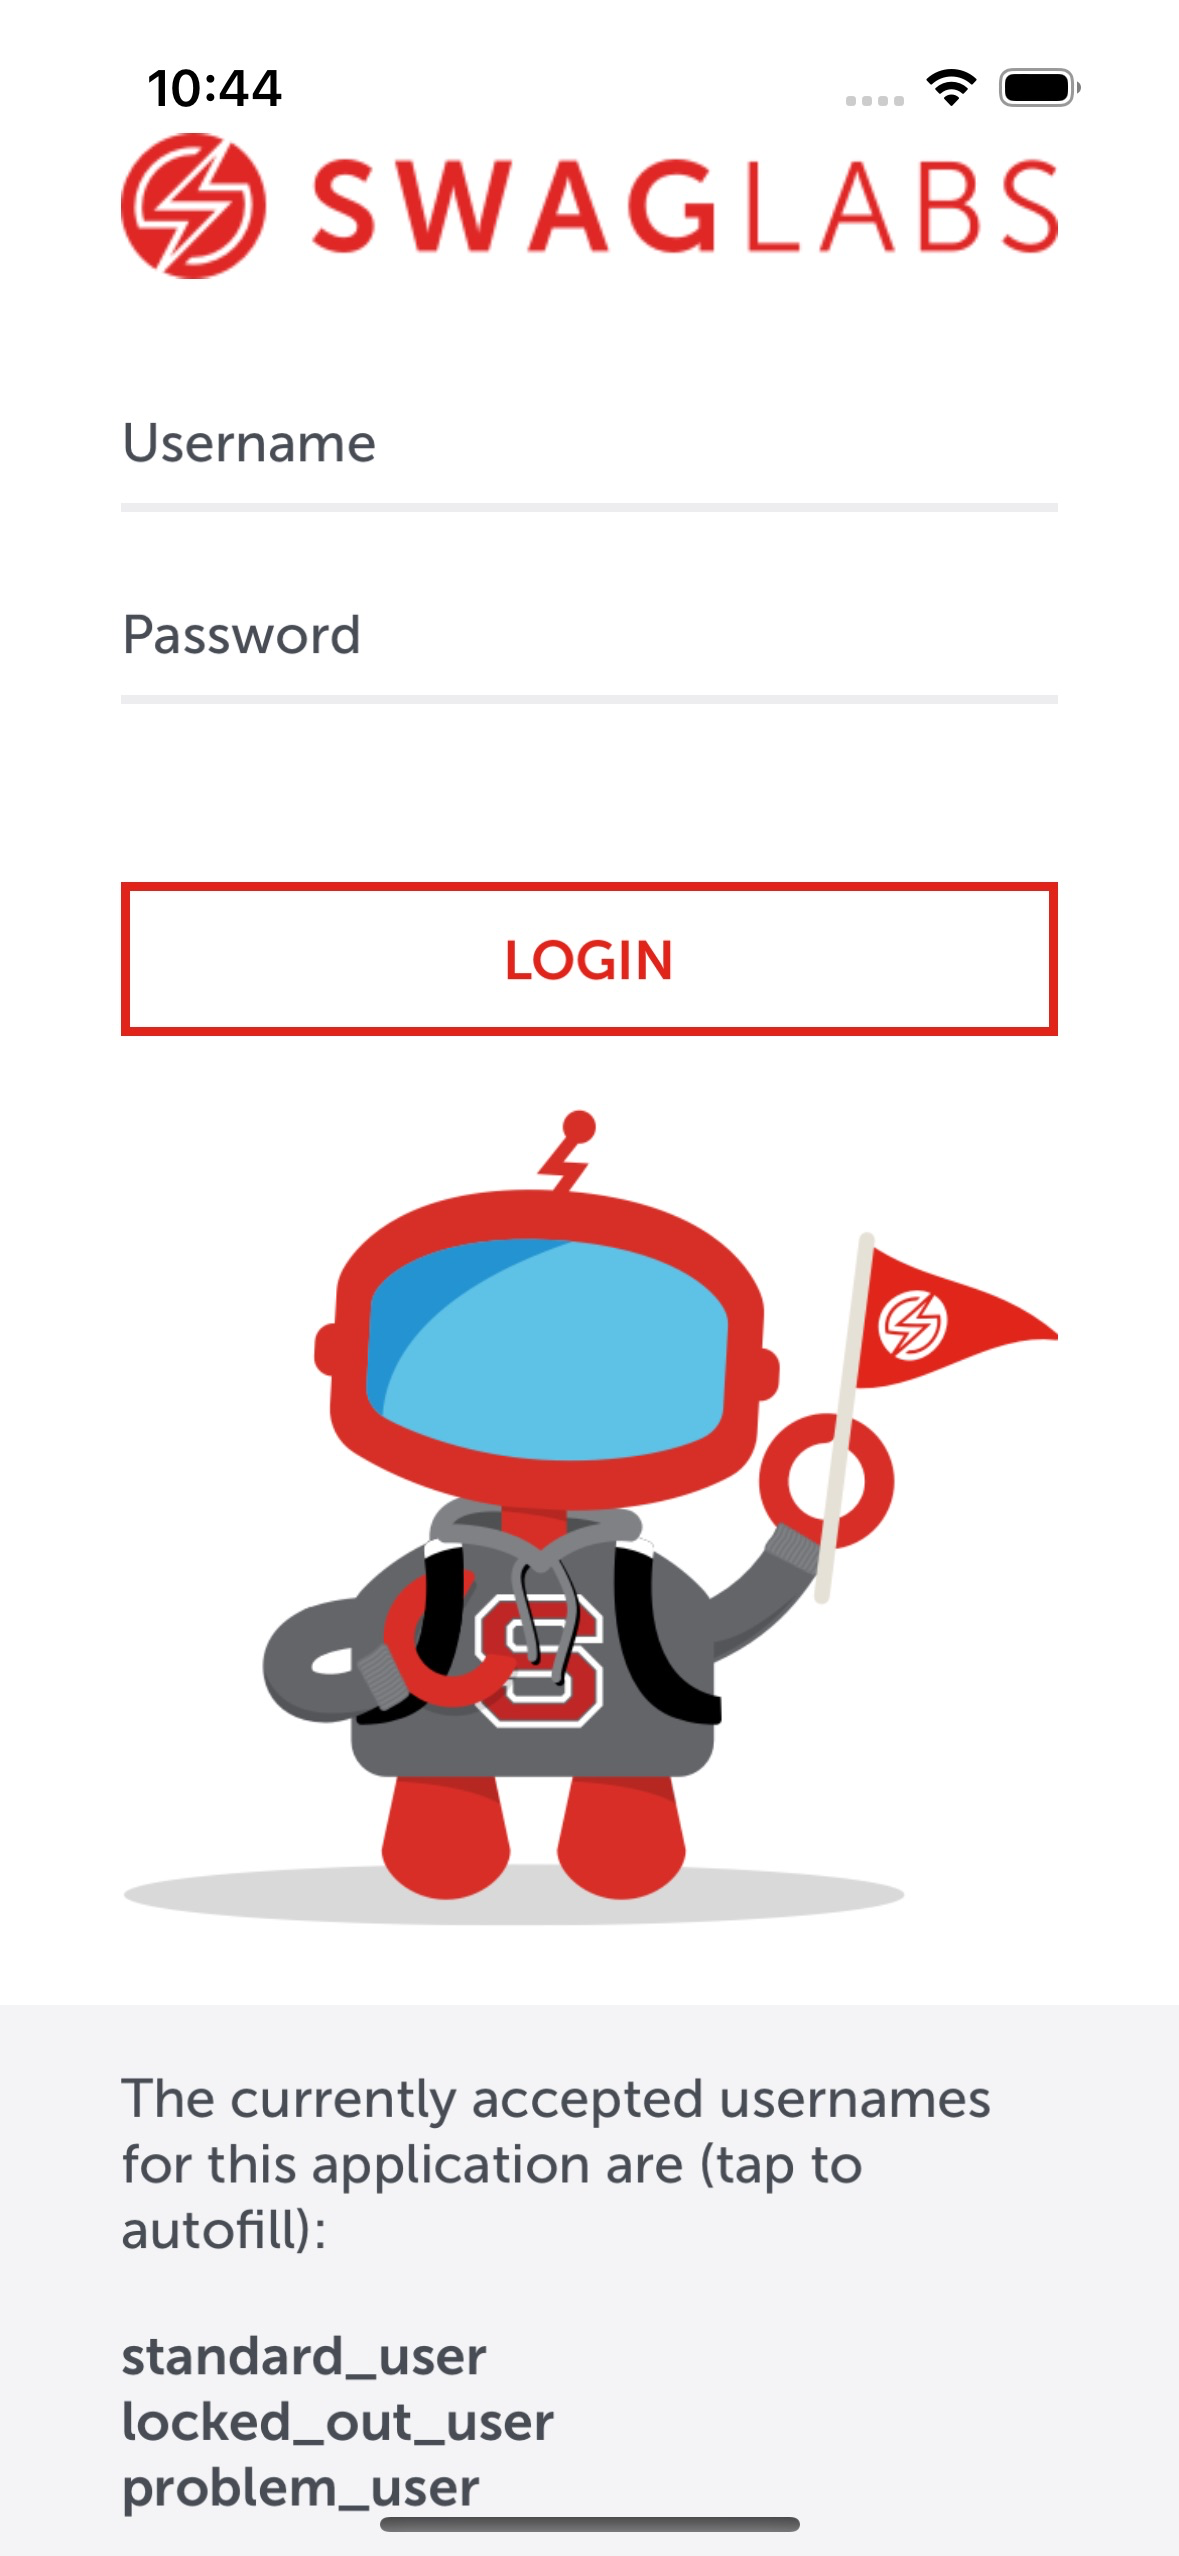 10:44
SWAGLABS
Username
Password
LOGIN
S
The currently accepted usernames
for this application are (tap to
autofill):
standard_user
locked_out_user
problem_user